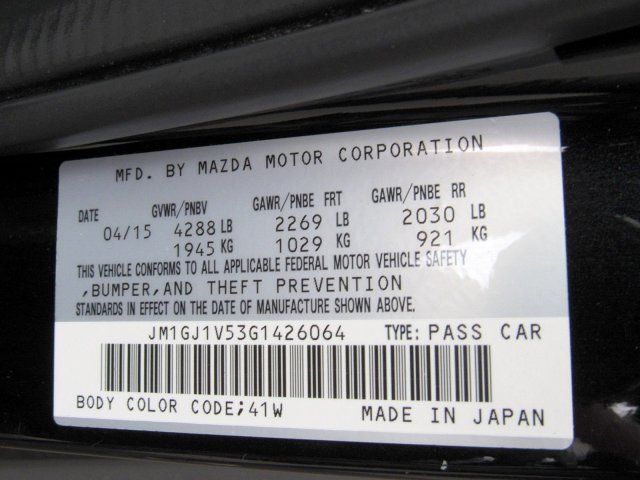 MFD. BY MAZDA MOTOR CORPORATION
DATE GVWR/PNBV GAWR/PNBE FRT GAWR/PNBE RR
04/15 4288 LB 2269 LB 2030 LB
1945 KG 1029 KG 921 KG
THIS VEHICLE CONFORMS TO ALL APPLICABLE FEDERAL MOTOR VEHICLE SAFETY
,BUMPER,AND THEFT PREVENTION
STANDARDS IN EFFECT ON THE DATE OF MANUFACTURE SHOWN ABOVE.
JM1GJ1V53G1426064 TYPE: PASS CAR
BODY COLOR CODE;41W MADE IN JAPAN